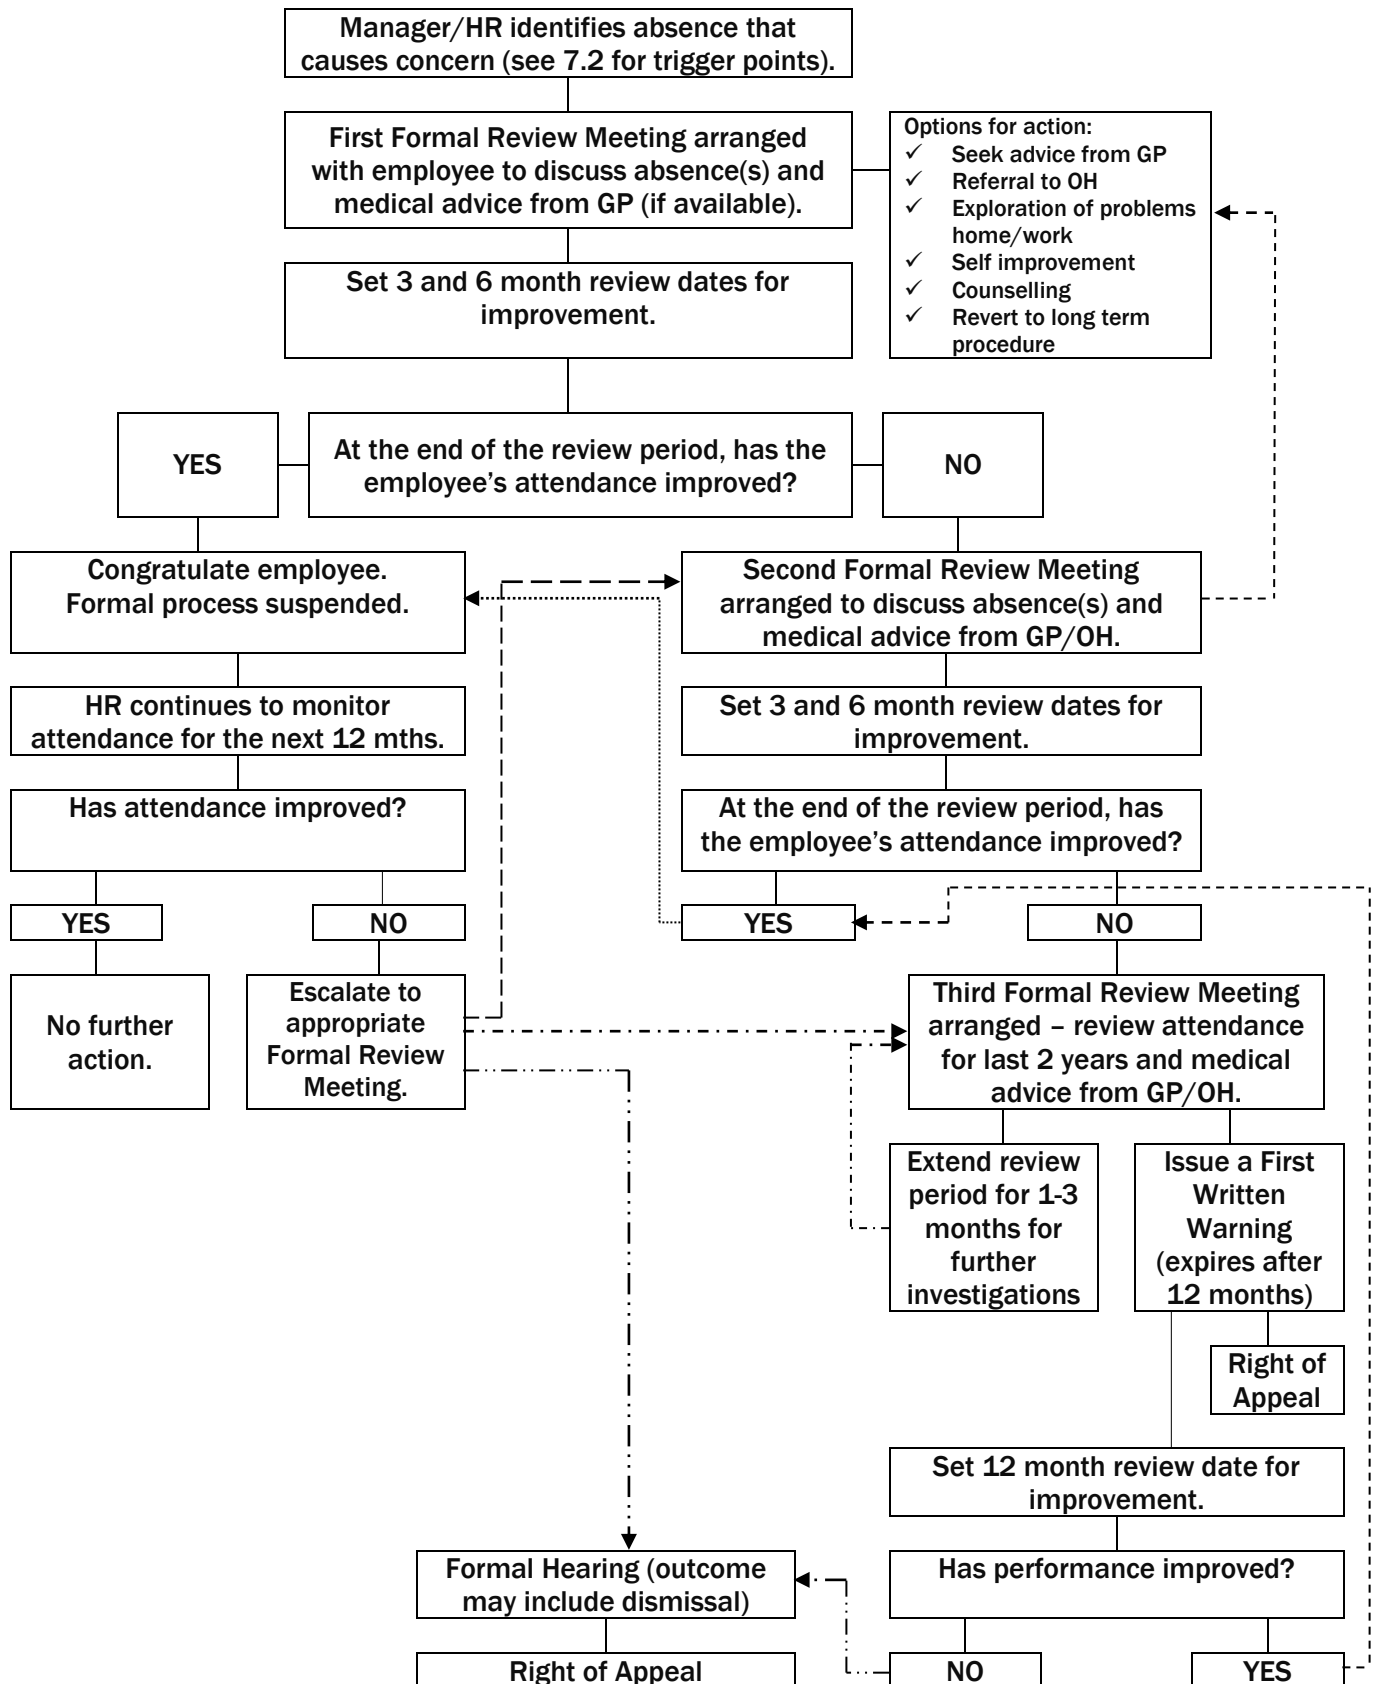 Manager/HR identifies absence that
causes concern (see 7.2 for trigger points).
First Formal Review Meeting arranged
with employee to discuss absence(s) and
medical advice from GP (if available).
Options for action:
✓ Seek advice from GP
✓ Referral to OH
✓ Exploration of problems
home/work
✓ Self improvement
✓ Counselling
✓ Revert to long term
procedure
Set 3 and 6 month review dates for
improvement.
YES
At the end of the review period, has the
employee’s attendance improved?
NO
Congratulate employee.
Formal process suspended.
Second Formal Review Meeting
arranged to discuss absence(s) and
medical advice from GP/OH.
HR continues to monitor
attendance for the next 12 mths.
Set 3 and 6 month review dates for
improvement.
Has attendance improved?
At the end of the review period, has
the employee’s attendance improved?
YES
NO
YES
NO
No further
action.
Escalate to
appropriate
Formal Review
Meeting.
Third Formal Review Meeting
arranged – review attendance
for last 2 years and medical
advice from GP/OH.
Extend review
period for 1-3
months for
further
investigations
Issue a First
Written
Warning
(expires after
12 months)
Right of
Appeal
Set 12 month review date for
improvement.
Formal Hearing (outcome
may include dismissal)
Has performance improved?
Right of Appeal
NO
YES